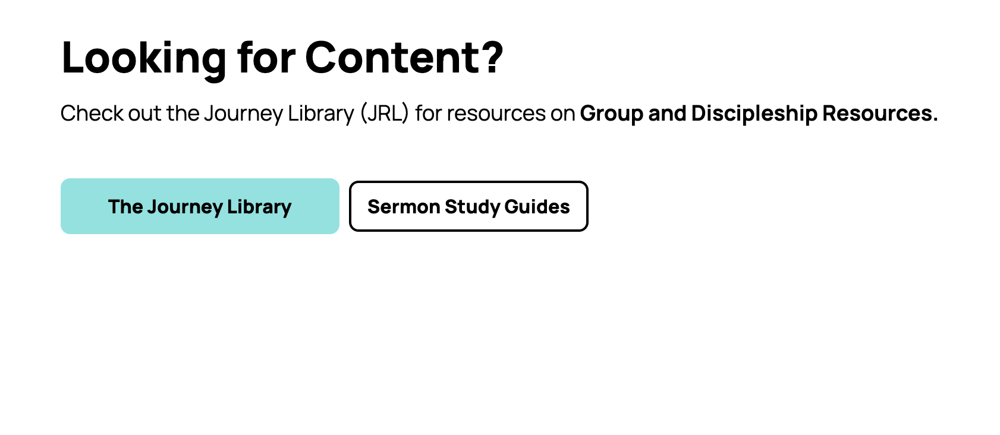 Looking for Content?
Check out the Journey Library (JRL) for resources on Group and Discipleship Resources.
The Journey Library
Sermon Study Guides